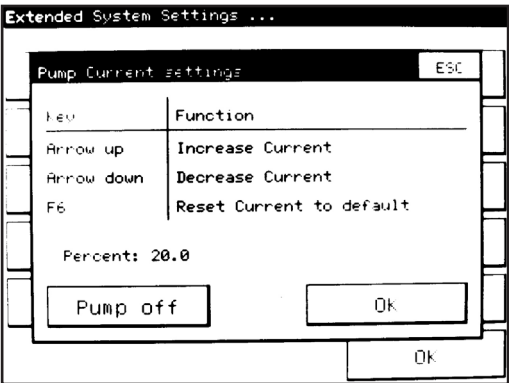 Extended System Settings ...
Pump Current settings ESC
Key Function
Arrow up Increase Current
Arrow down Decrease Current
F6 Reset Current to default
Percent: 20.0
Pump off Ok
Ok